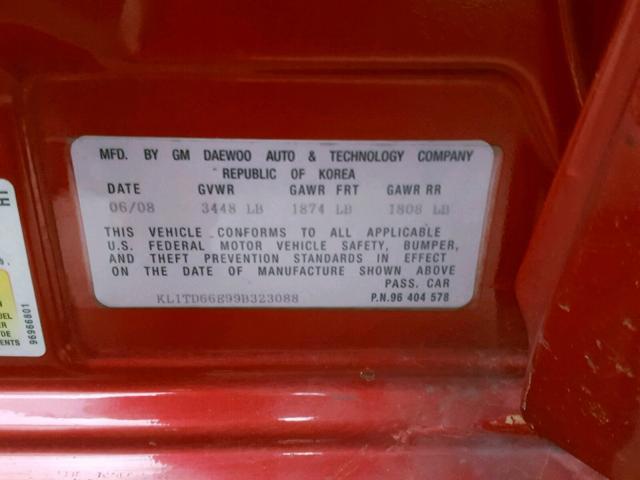 MFD. BY GM DAEWOO AUTO & TECHNOLOGY COMPANY
REPUBLIC OF KOREA
DATE GVWR GAWR FRT GAWR RR
06/08 3448 LB 1874 LB 1808 LB
THIS VEHICLE CONFORMS TO ALL APPLICABLE
U.S. FEDERAL MOTOR VEHICLE SAFETY, BUMPER,
AND THEFT PREVENTION STANDARDS IN EFFECT
ON THE DATE OF MANUFACTURE SHOWN ABOVE
PASS. CAR
KL1TD66E99B323088 P.N.96 404 578
96966801